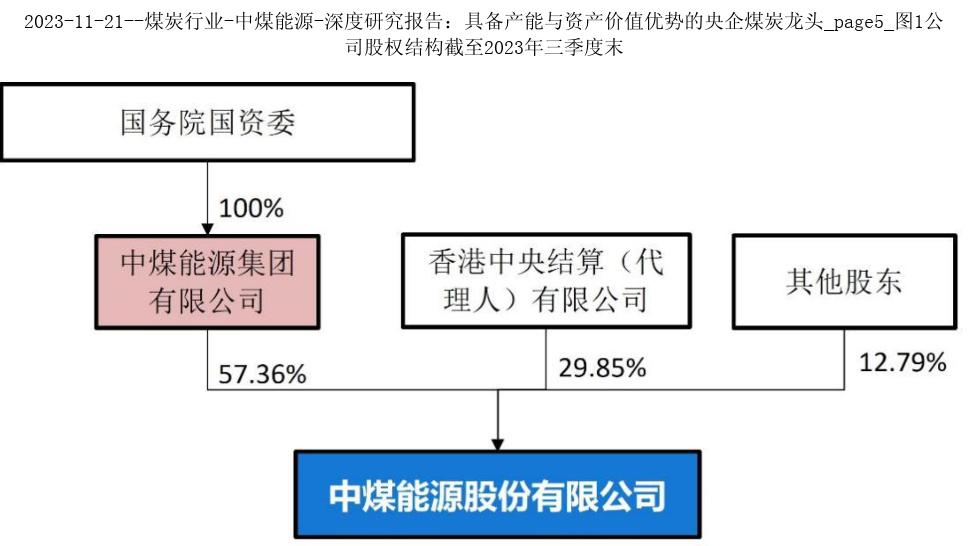 2023-11-21--煤炭行业-中煤能源-深度研究报告：具备产能与资产价值优势的央企煤炭龙头_page5_图1公
司股权结构截至2023年三季度末
国务院国资委
100%
中煤能源集团
有限公司
香港中央结算（代
理人）有限公司
其他股东
57.36%
29.85%
12.79%
中煤能源股份有限公司